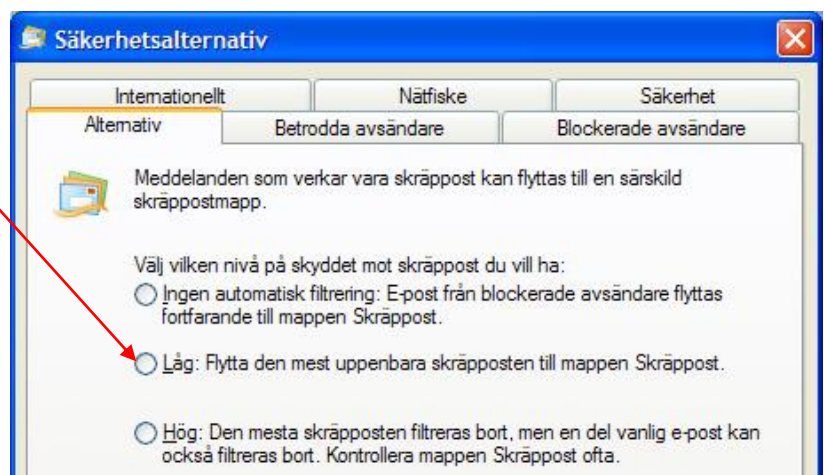 Säkerhetsalternativ
Internationellt Nätfiske Säkerhet
Alternativ Betrodda avsändare Blockerade avsändare
Meddelanden som verkar vara skräppost kan flyttas till en särskild
skräppostmapp.
Välj vilken nivå på skyddet mot skräppost du vill ha:
Ingen automatisk filtrering: E-post från blockerade avsändare flyttas
fortfarande till mappen Skräppost.
Låg: Flytta den mest uppenbara skräpposten till mappen Skräppost.
Hög: Den mesta skräpposten filtreras bort, men en del vanlig e-post kan
också filtreras bort. Kontrollera mappen Skräppost ofta.